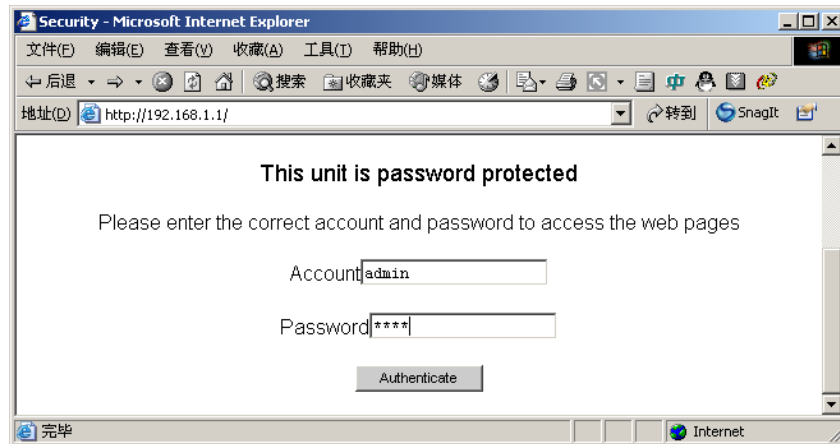 Security - Microsoft Internet Explorer
文件(F) 编辑(E) 查看(V) 收藏(A) 工具(T) 帮助(H)
后退 搜索 收藏夹 媒体 中
地址(D) http://192.168.1.1/ 转到 SnagIt
This unit is password protected
Please enter the correct account and password to access the web pages
Account admin
Password ****
Authenticate
完毕 Internet